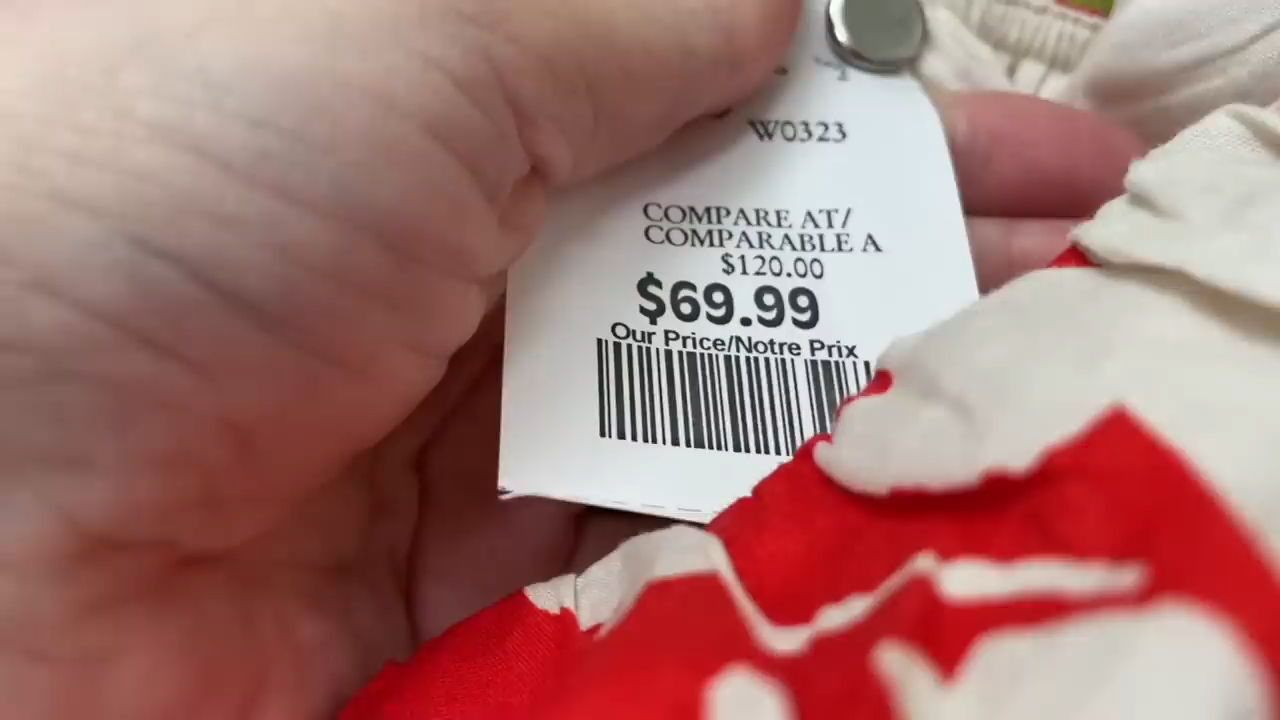 W0323
COMPARE AT/
COMPARABLE A
$120.00
$69.99
Our Price/Notre Prix